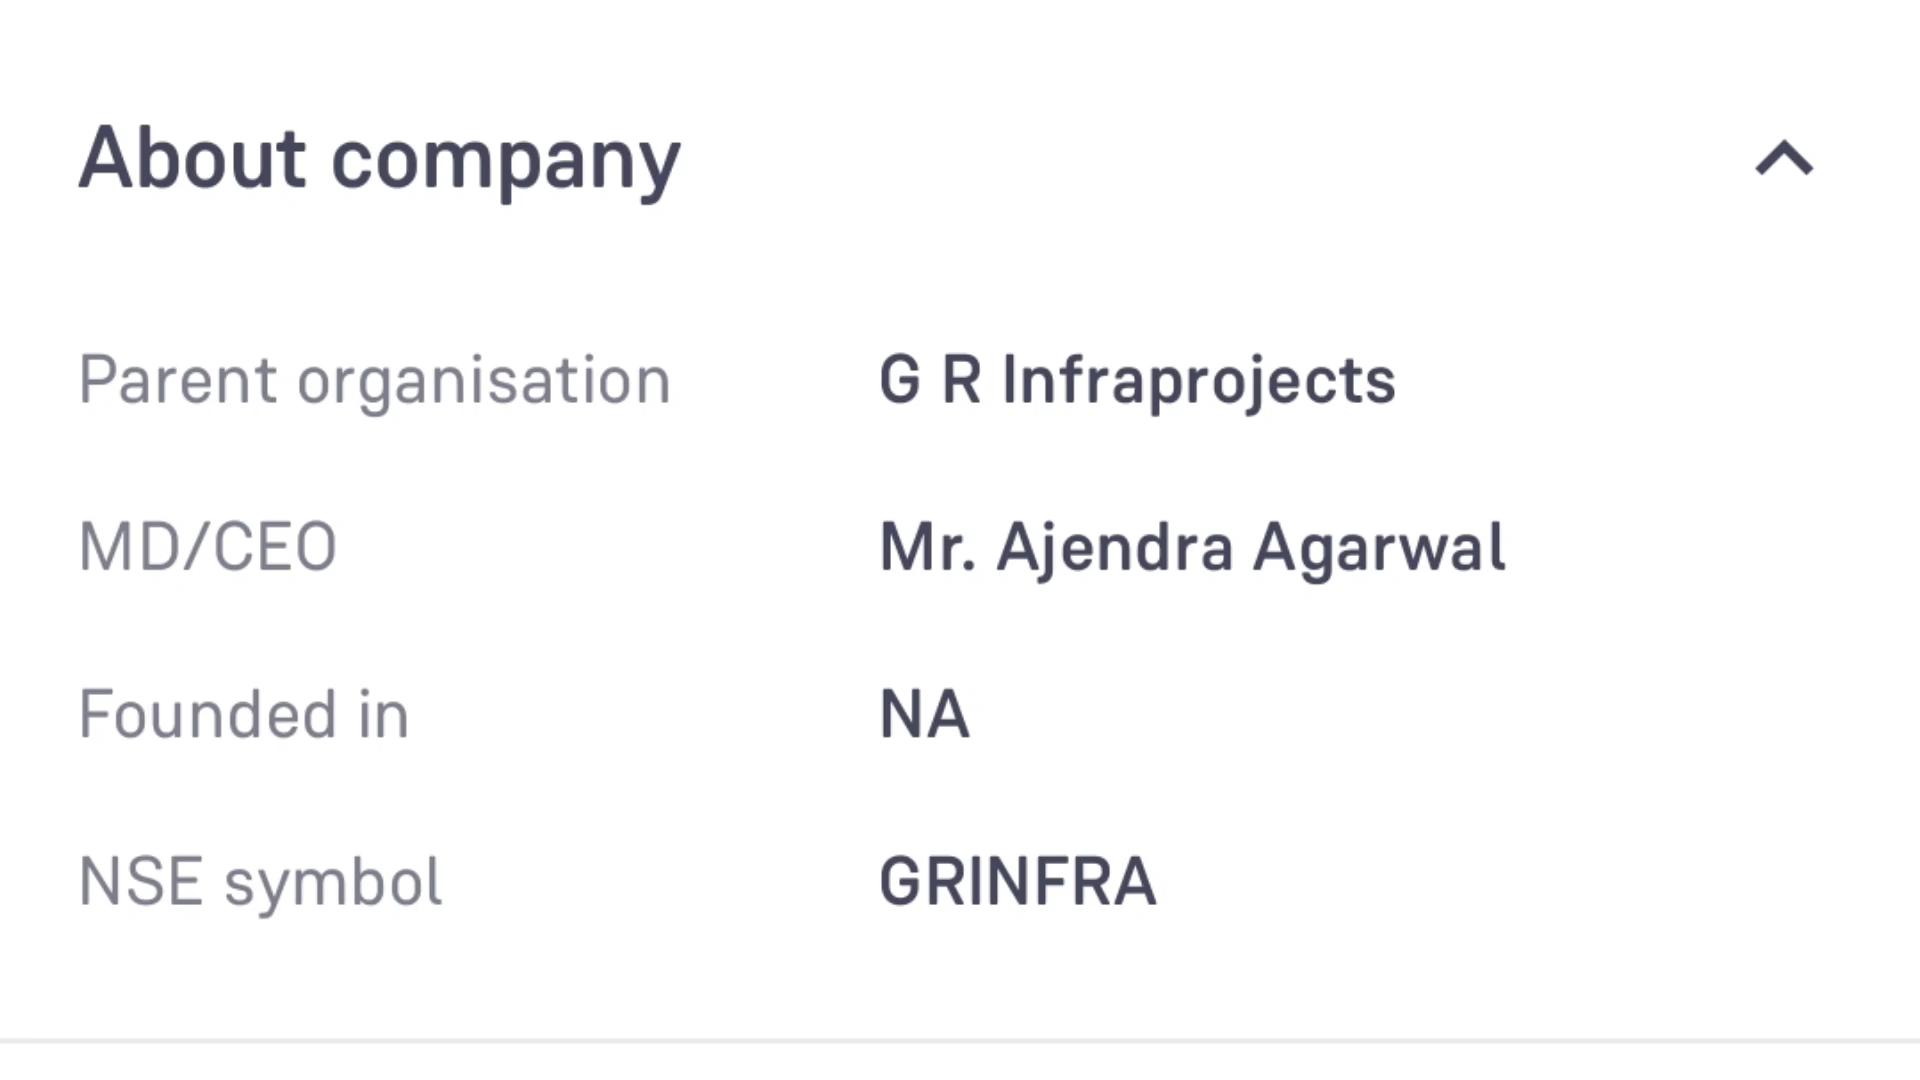 About company
Parent organisation G R Infraprojects
MD/CEO Mr. Ajendra Agarwal
Founded in NA
NSE symbol GRINFRA